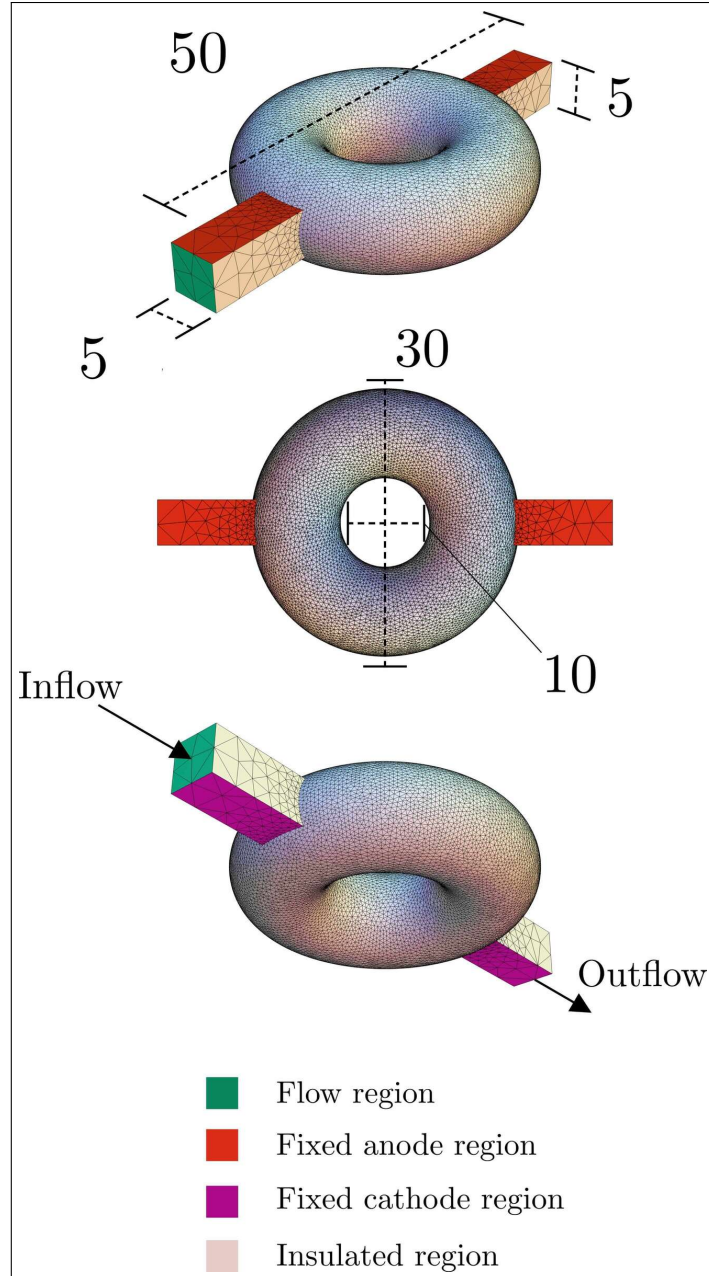 50
5
5
30
10
Inflow
Outflow
Flow region
Fixed anode region
Fixed cathode region
Insulated region